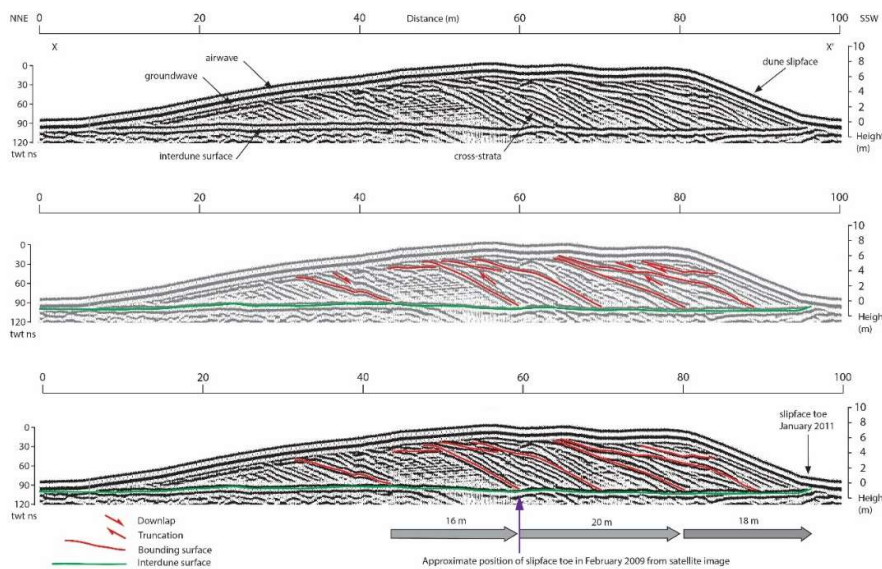 NNE 0 20 40 Distance (m) 60 80 100 SSW
X X'
airwave
groundwave
dune slipface
interdune surface
cross-strata
0
30
60
90
120
twt ns
10
8
6
4
2
0
Height
(m)
0 20 40 60 80 100
0
30
60
90
120
twt ns
10
8
6
4
2
0
Height
(m)
0 20 40 60 80 100
slipface toe
January 2011
0
30
60
90
120
twt ns
10
8
6
4
2
0
Height
(m)
Downlap
Truncation
Bounding surface
Interdune surface
16 m 20 m 18 m
Approximate position of slipface toe in February 2009 from satellite image